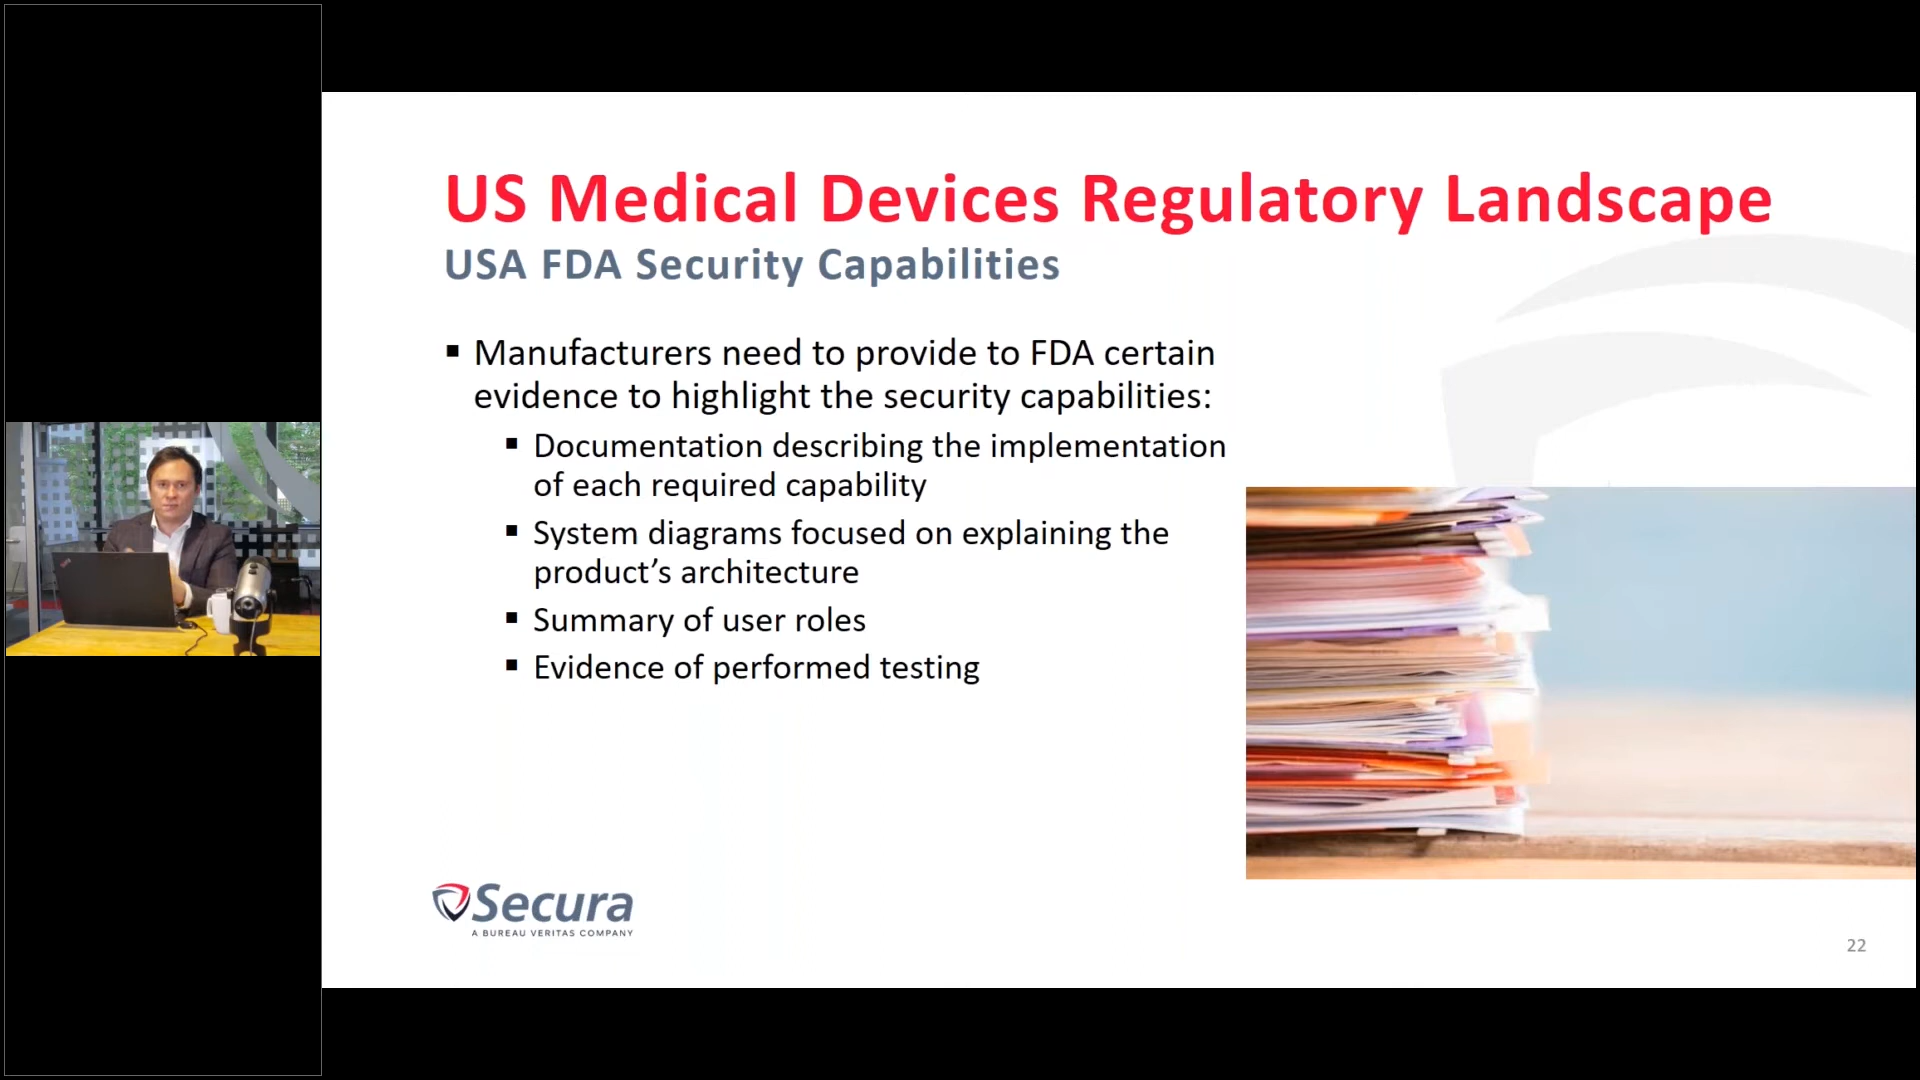 US Medical Devices Regulatory Landscape
USA FDA Security Capabilities
▪ Manufacturers need to provide to FDA certain
evidence to highlight the security capabilities:
▪ Documentation describing the implementation
of each required capability
▪ System diagrams focused on explaining the
product’s architecture
▪ Summary of user roles
▪ Evidence of performed testing
Secura
A BUREAU VERITAS COMPANY
22